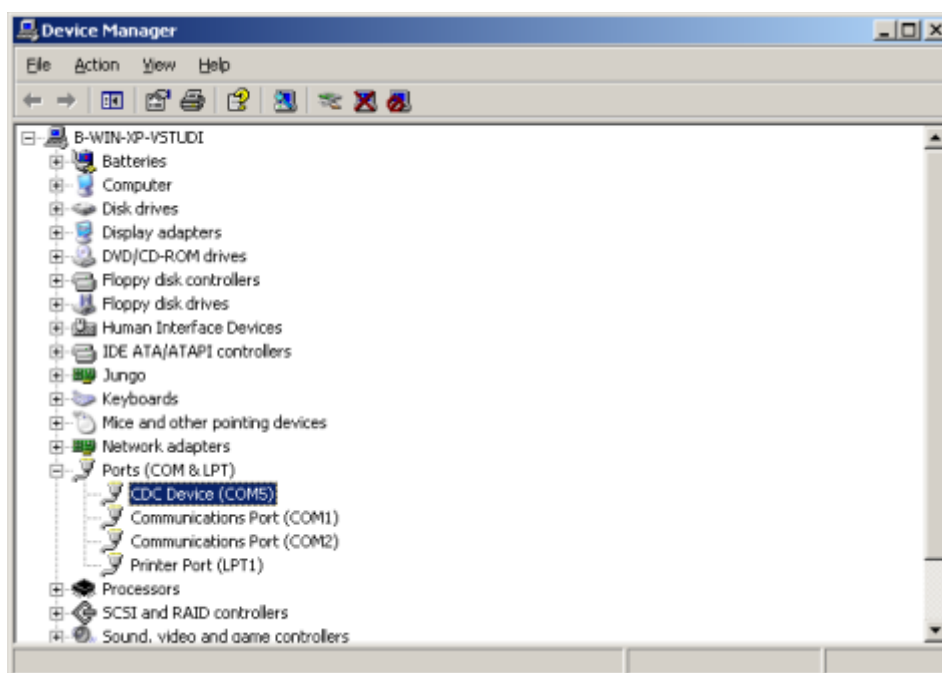 Device Manager
File Action View Help
B-WIN-XP-VSTUDI
Batteries
Computer
Disk drives
Display adapters
DVD/CD-ROM drives
Floppy disk controllers
Floppy disk drives
Human Interface Devices
IDE ATA/ATAPI controllers
Jungo
Keyboards
Mice and other pointing devices
Network adapters
Ports (COM & LPT)
CDC Device (COM5)
Communications Port (COM1)
Communications Port (COM2)
Printer Port (LPT1)
Processors
SCSI and RAID controllers
Sound, video and game controllers